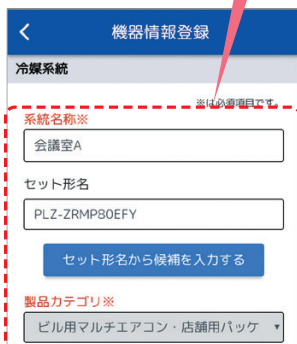 機器情報登録
冷媒系統
※は必須項目です。
系統名称※
会議室A
セット形名
PLZ-ZRMP80EFY
セット形名から候補を入力する
製品カテゴリ※
ビル用マルチエアコン・店舗用パッケ